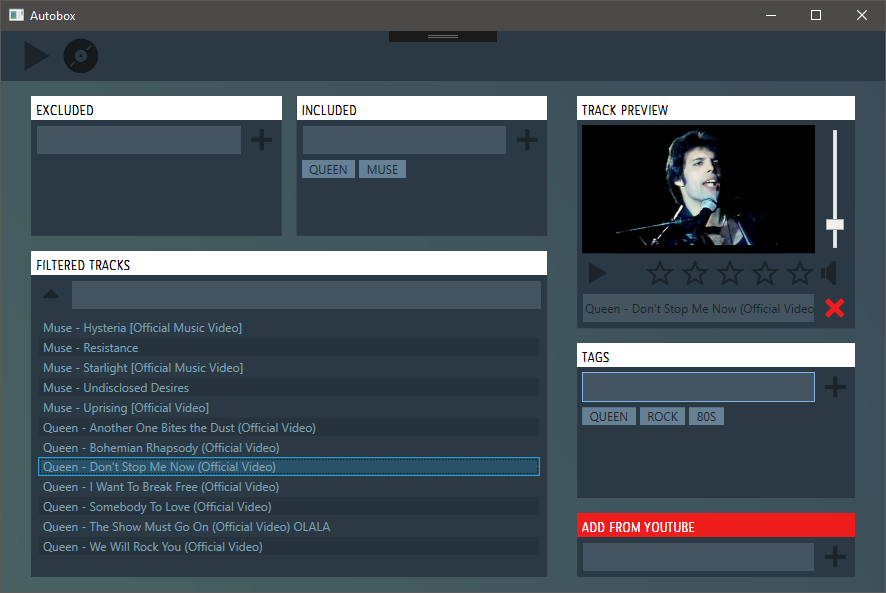 Autobox
EXCLUDED
INCLUDED
QUEEN MUSE
FILTERED TRACKS
Muse - Hysteria [Official Music Video]
Muse - Resistance
Muse - Starlight [Official Music Video]
Muse - Undisclosed Desires
Muse - Uprising [Official Video]
Queen - Another One Bites the Dust (Official Video)
Queen - Bohemian Rhapsody (Official Video)
Queen - Don't Stop Me Now (Official Video)
Queen - I Want To Break Free (Official Video)
Queen - Somebody To Love (Official Video)
Queen - The Show Must Go On (Official Video) OLALA
Queen - We Will Rock You (Official Video)
TRACK PREVIEW
Queen - Don't Stop Me Now (Official Video
TAGS
QUEEN ROCK 80S
ADD FROM YOUTUBE